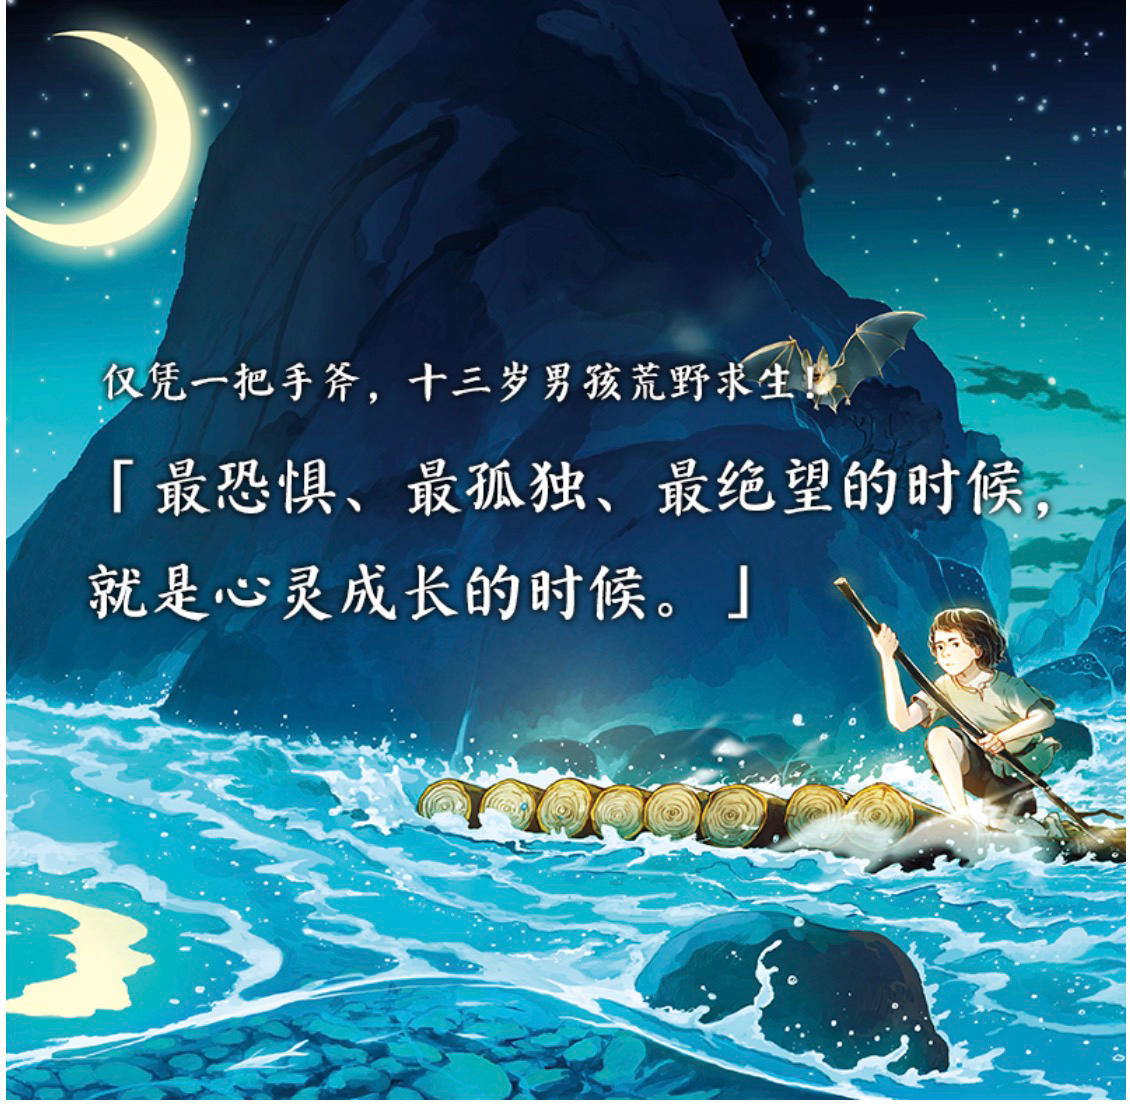 仅凭一把手斧，十三岁男孩荒野求生！
「最恐惧、最孤独、最绝望的时候，
就是心灵成长的时候。」